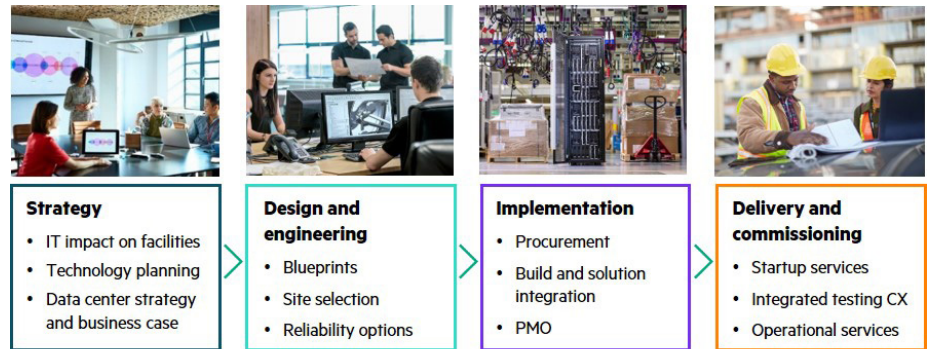 Strategy
• IT impact on facilities
• Technology planning
• Data center strategy
and business case
Design and
engineering
• Blueprints
• Site selection
• Reliability options
Implementation
• Procurement
• Build and solution
integration
• PMO
Delivery and
commissioning
• Startup services
• Integrated testing CX
• Operational services